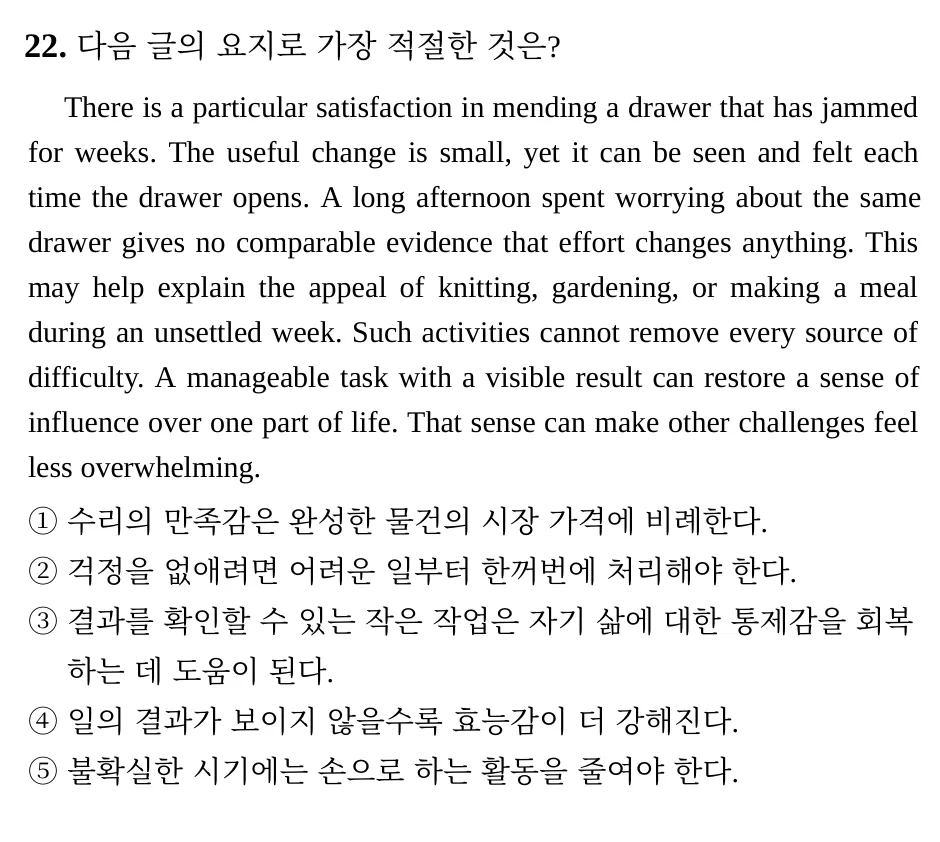 22. 다음 글의 요지로 가장 적절한 것은?
There is a particular satisfaction in mending a drawer that has jammed
for weeks. The useful change is small, yet it can be seen and felt each
time the drawer opens. A long afternoon spent worrying about the same
drawer gives no comparable evidence that effort changes anything. This
may help explain the appeal of knitting, gardening, or making a meal
during an unsettled week. Such activities cannot remove every source of
difficulty. A manageable task with a visible result can restore a sense of
influence over one part of life. That sense can make other challenges feel
less overwhelming.
① 수리의 만족감은 완성한 물건의 시장 가격에 비례한다.
② 걱정을 없애려면 어려운 일부터 한꺼번에 처리해야 한다.
③ 결과를 확인할 수 있는 작은 작업은 자기 삶에 대한 통제감을 회복
하는 데 도움이 된다.
④ 일의 결과가 보이지 않을수록 효능감이 더 강해진다.
⑤ 불확실한 시기에는 손으로 하는 활동을 줄여야 한다.